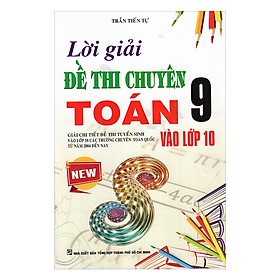 TRẦN TIẾN TỰ
Lời giải
ĐỀ THI CHUYÊN
TOÁN 9
VÀO LỚP 10
GIẢI CHI TIẾT ĐỀ THI TUYỂN SINH
VÀO LỚP 10 CÁC TRƯỜNG CHUYÊN TOÀN QUỐC
TỪ NĂM 2004 ĐẾN NAY
NEW
NHÀ XUẤT BẢN TỔNG HỢP THÀNH PHỐ HỒ CHÍ MINH